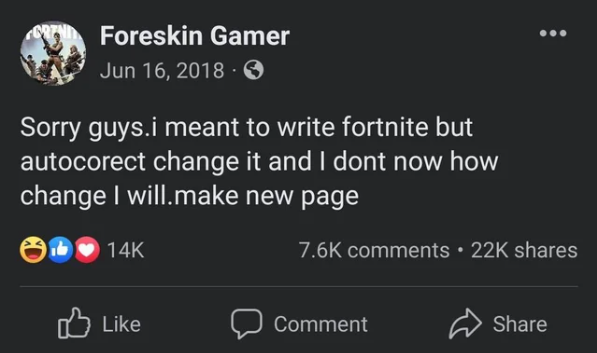 FORTNITE
Foreskin Gamer
Jun 16, 2018 ·
Sorry guys.i meant to write fortnite but
autocorect change it and I dont now how
change I will.make new page
14K
7.6K comments • 22K shares
Like
Comment
Share